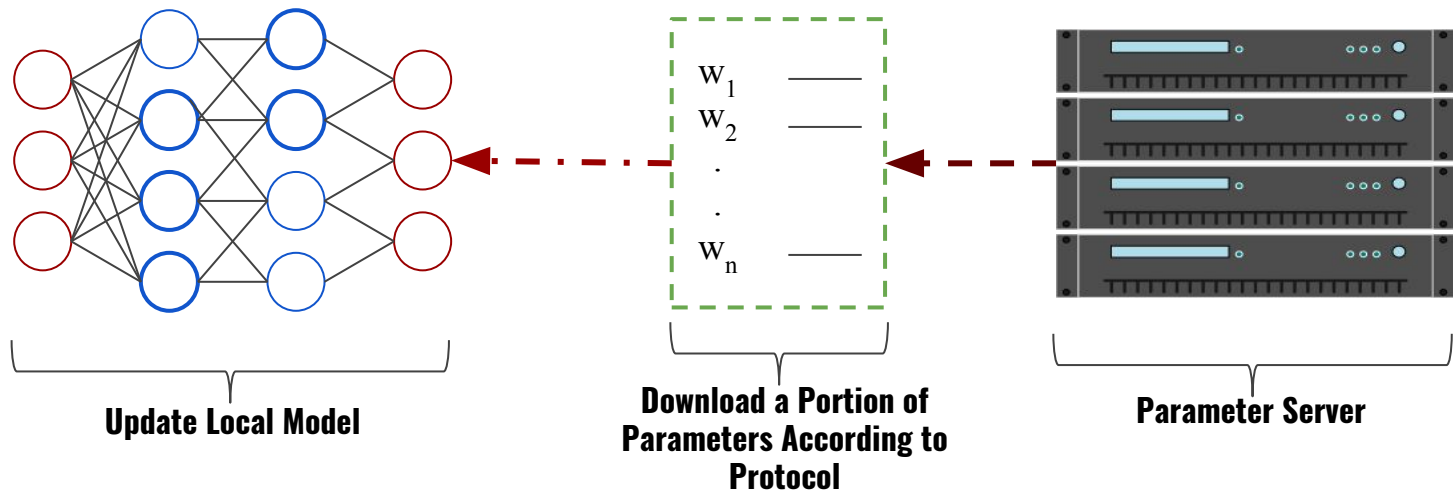 w1
w2
.
.
wn
Update Local Model
Download a Portion of
Parameters According to
Protocol
Parameter Server